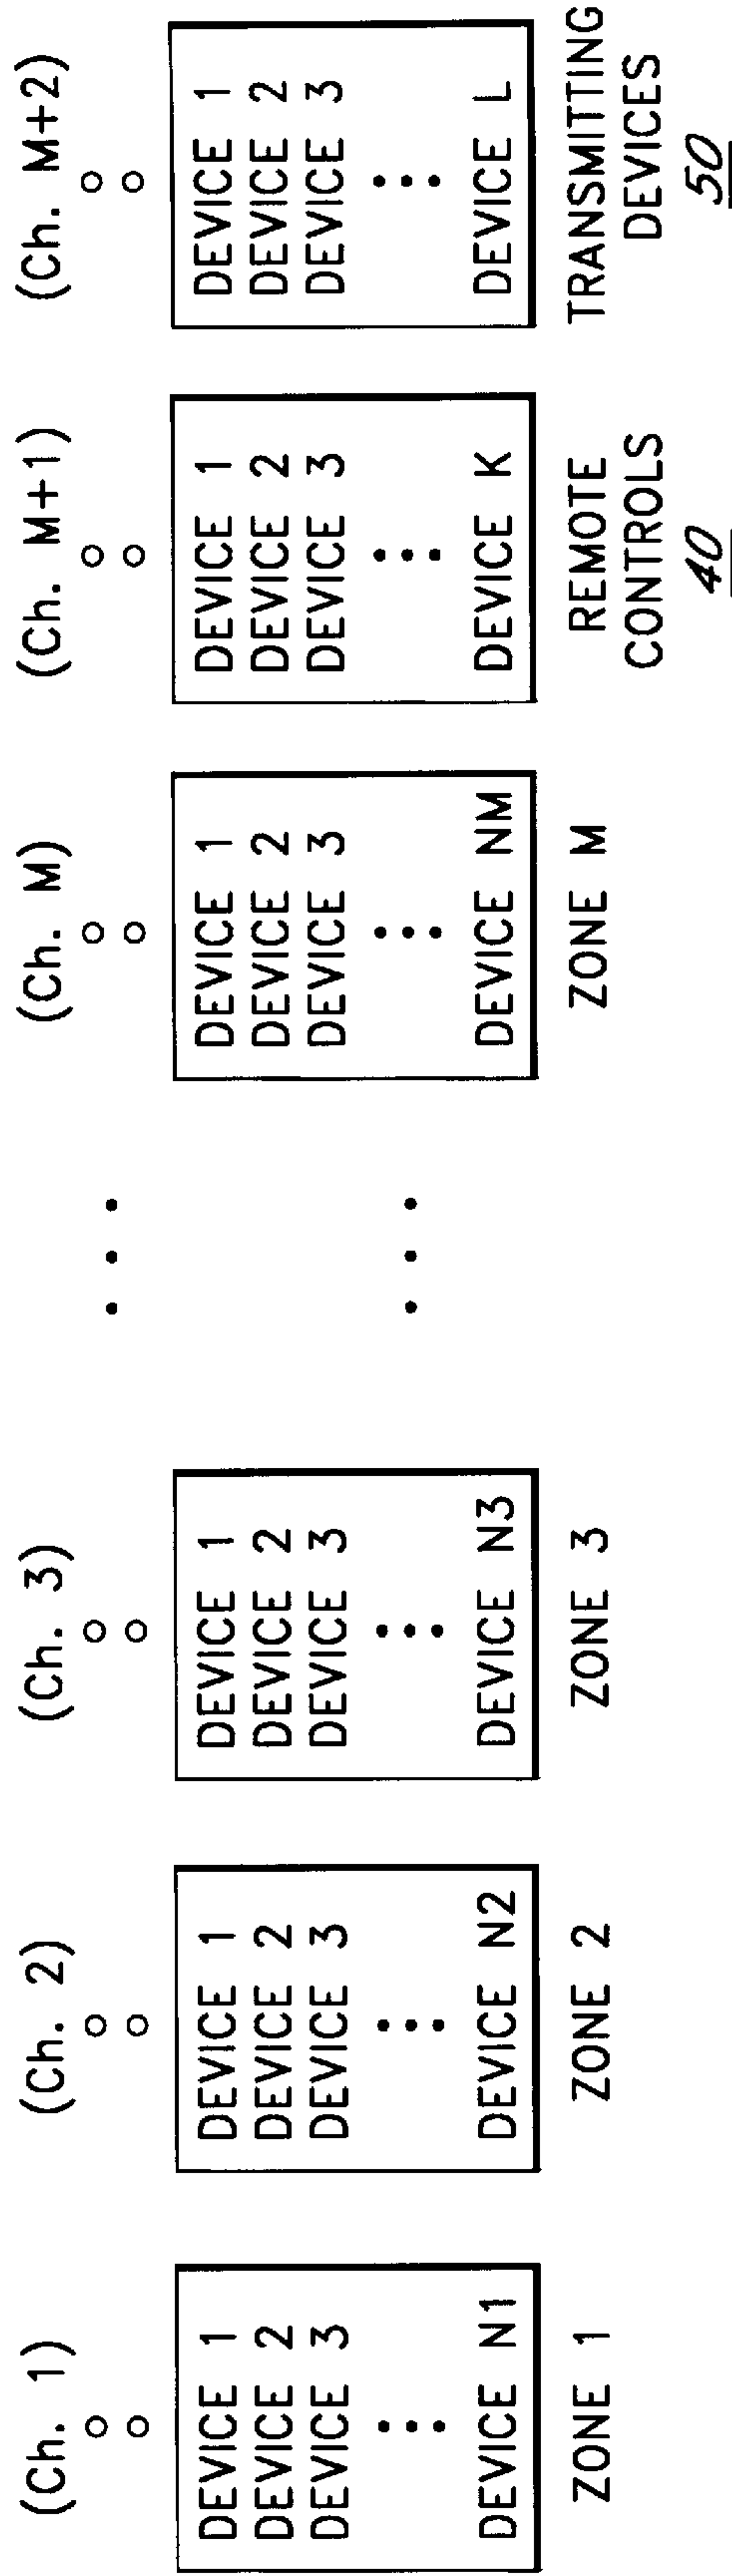 (Ch. 1)
DEVICE 1
DEVICE 2
DEVICE 3
DEVICE N1
ZONE 1
(Ch. 2)
DEVICE 1
DEVICE 2
DEVICE 3
DEVICE N2
ZONE 2
(Ch. 3)
DEVICE 1
DEVICE 2
DEVICE 3
DEVICE N3
ZONE 3
(Ch. M)
DEVICE 1
DEVICE 2
DEVICE 3
DEVICE NM
ZONE M
(Ch. M+1)
DEVICE 1
DEVICE 2
DEVICE 3
DEVICE K
REMOTE
CONTROLS
40
(Ch. M+2)
DEVICE 1
DEVICE 2
DEVICE 3
DEVICE L
TRANSMITTING
DEVICES
50